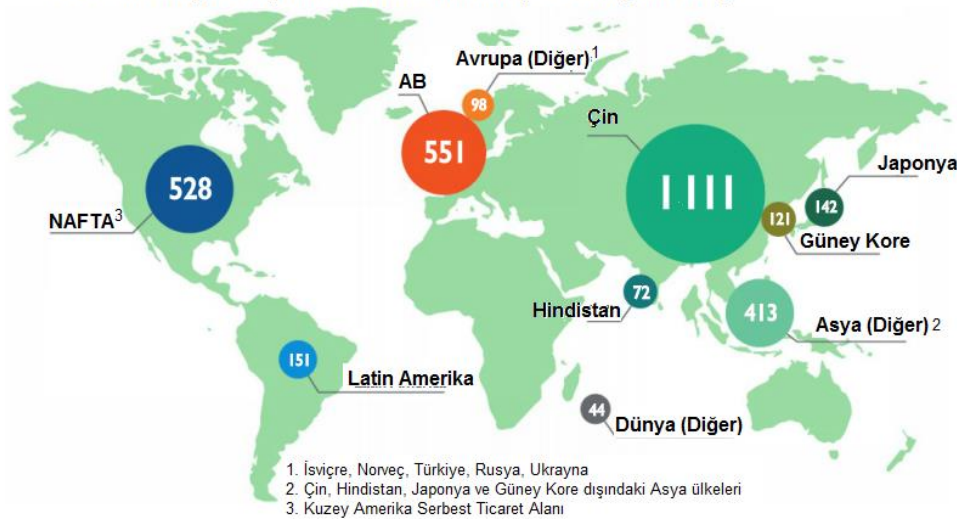 Avrupa (Diğer)1
AB
98
Çin
551
1111
Japonya
528
142
NAFTA3
121
Güney Kore
72
Hindistan
413
Asya (Diğer) 2
151
Latin Amerika
44
Dünya (Diğer)
1. İsviçre, Norveç, Türkiye, Rusya, Ukrayna
2. Çin, Hindistan, Japonya ve Güney Kore dışındaki Asya ülkeleri
3. Kuzey Amerika Serbest Ticaret Alanı